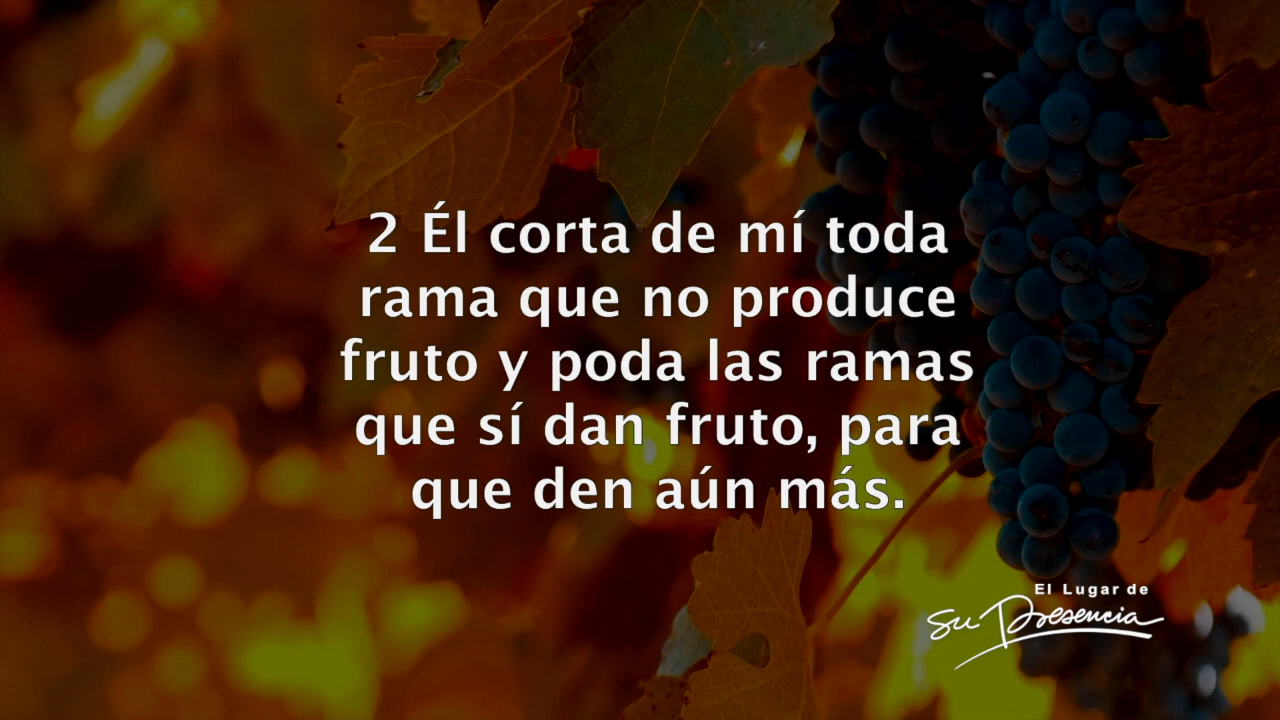 2 Él corta de mí toda
rama que no produce
fruto y poda las ramas
que sí dan fruto, para
que den aún más.
El Lugar de
Su Presencia